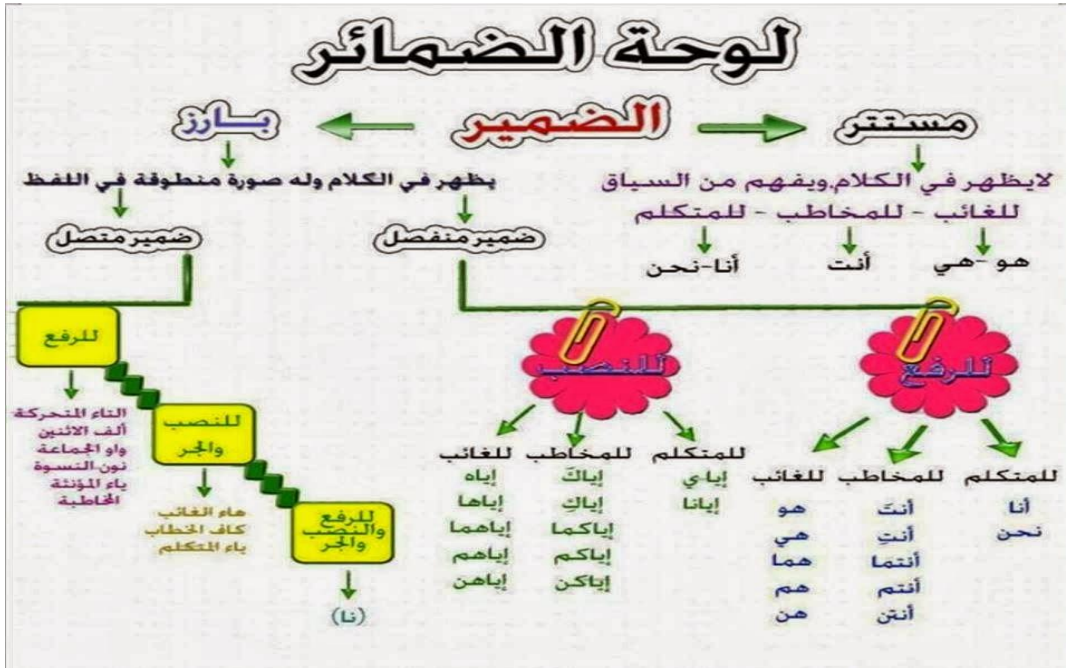 لوحة الضمائر
مستتر
الضمير
بارز
لايظهر في الكلام.ويفهم من السياق
للغائب - للمخاطب - للمتكلم
هو-هي
أنت
أنا-نحن
يظهر في الكلام وله صورة منطوقة في اللفظ
ضمير منفصل
ضمير متصل
للرفع
للمتكلم
أنا
نحن
للمخاطب
أنتَ
أنتِ
أنتما
أنتم
أنتن
للغائب
هو
هي
هما
هم
هن
للنصب
للمتكلم
إياي
إيانا
للمخاطب
إياكَ
إياكِ
إياكما
إياكم
إياكن
للغائب
إياه
إياها
إياهما
إياهم
إياهن
للرفع
التاء المتحركة
ألف الاثنين
واو الجماعة
نون النسوة
ياء المؤنثة
المخاطبة
للنصب
والجر
هاء الغائب
كاف الخطاب
ياء المتكلم
للرفع
والنصب
والجر
(نا)